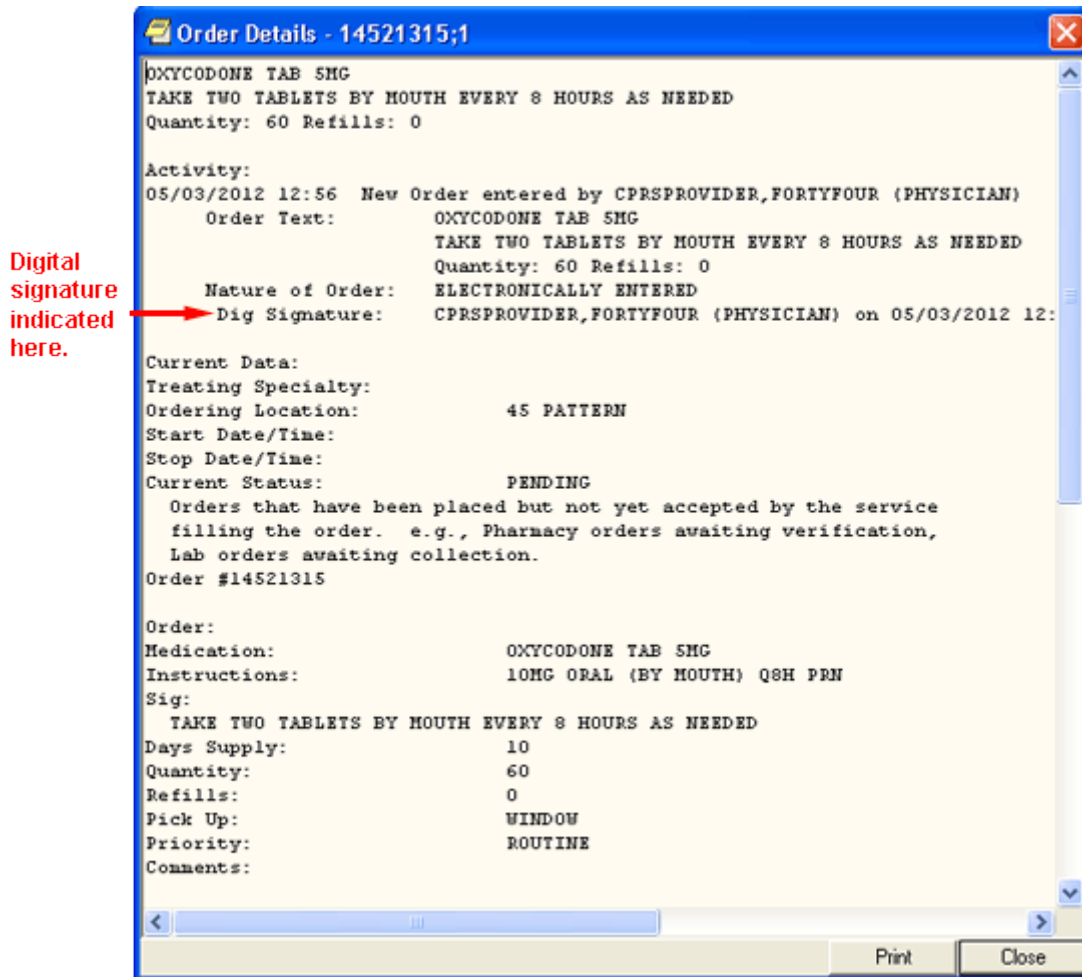 Order Details - 14521315;1
OXYCODONE TAB 5MG
TAKE TWO TABLETS BY MOUTH EVERY 8 HOURS AS NEEDED
Quantity: 60 Refills: 0
Activity:
05/03/2012 12:56 New Order entered by CPRSPROVIDER,FORTYFOUR (PHYSICIAN)
Order Text: OXYCODONE TAB 5MG
TAKE TWO TABLETS BY MOUTH EVERY 8 HOURS AS NEEDED
Quantity: 60 Refills: 0
Nature of Order: ELECTRONICALLY ENTERED
Dig Signature: CPRSPROVIDER,FORTYFOUR (PHYSICIAN) on 05/03/2012 12:
Digital
signature
indicated
here.
Current Data:
Treating Specialty:
Ordering Location: 45 PATTERN
Start Date/Time:
Stop Date/Time:
Current Status: PENDING
Orders that have been placed but not yet accepted by the service
filling the order. e.g., Pharmacy orders awaiting verification,
Lab orders awaiting collection.
Order #14521315
Order:
Medication: OXYCODONE TAB 5MG
Instructions: 10MG ORAL (BY MOUTH) Q8H PRN
Sig:
TAKE TWO TABLETS BY MOUTH EVERY 8 HOURS AS NEEDED
Days Supply: 10
Quantity: 60
Refills: 0
Pick Up: WINDOW
Priority: ROUTINE
Comments:
Print Close